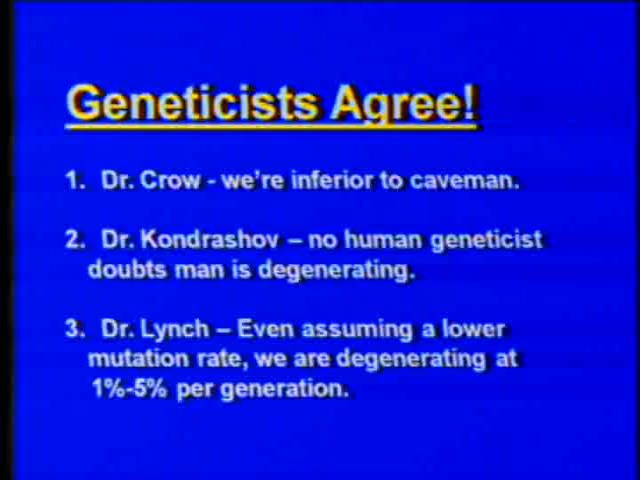 Geneticists Agree!
1. Dr. Crow - we're inferior to caveman.
2. Dr. Kondrashov – no human geneticist
doubts man is degenerating.
3. Dr. Lynch – Even assuming a lower
mutation rate, we are degenerating at
1%-5% per generation.